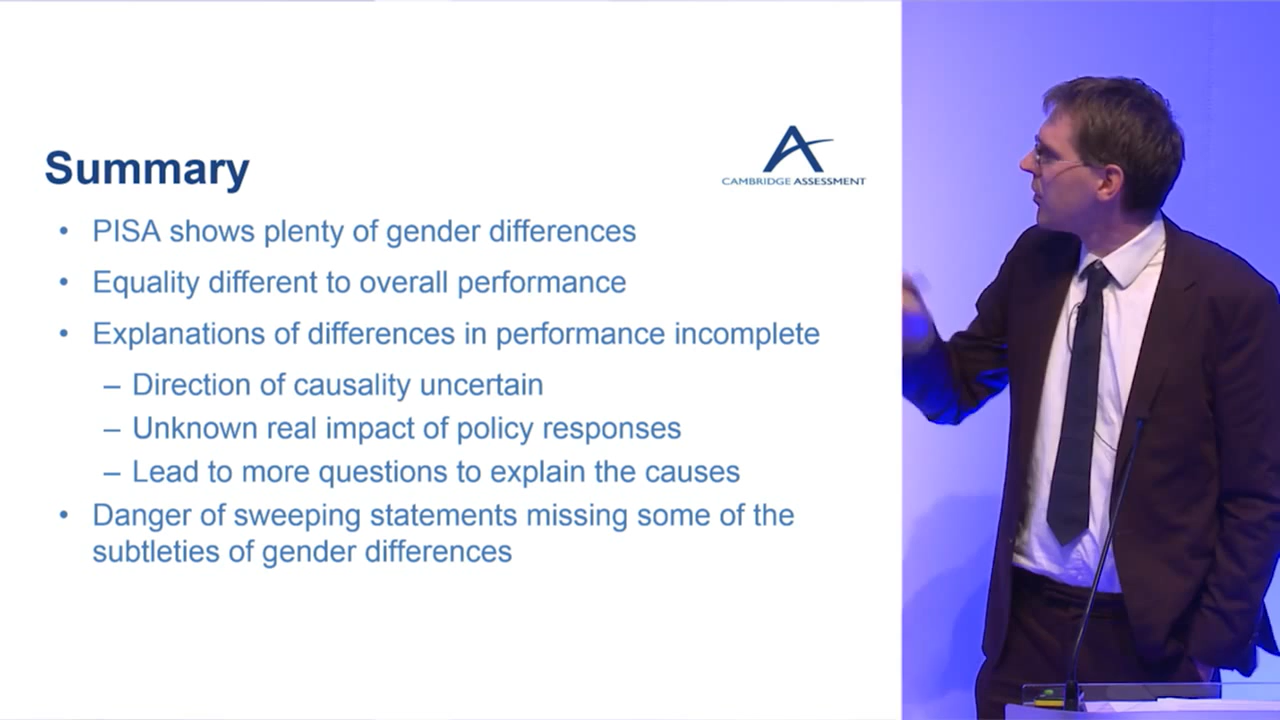 Summary
CAMBRIDGE ASSESSMENT
• PISA shows plenty of gender differences
• Equality different to overall performance
• Explanations of differences in performance incomplete
– Direction of causality uncertain
– Unknown real impact of policy responses
– Lead to more questions to explain the causes
• Danger of sweeping statements missing some of the
subtleties of gender differences